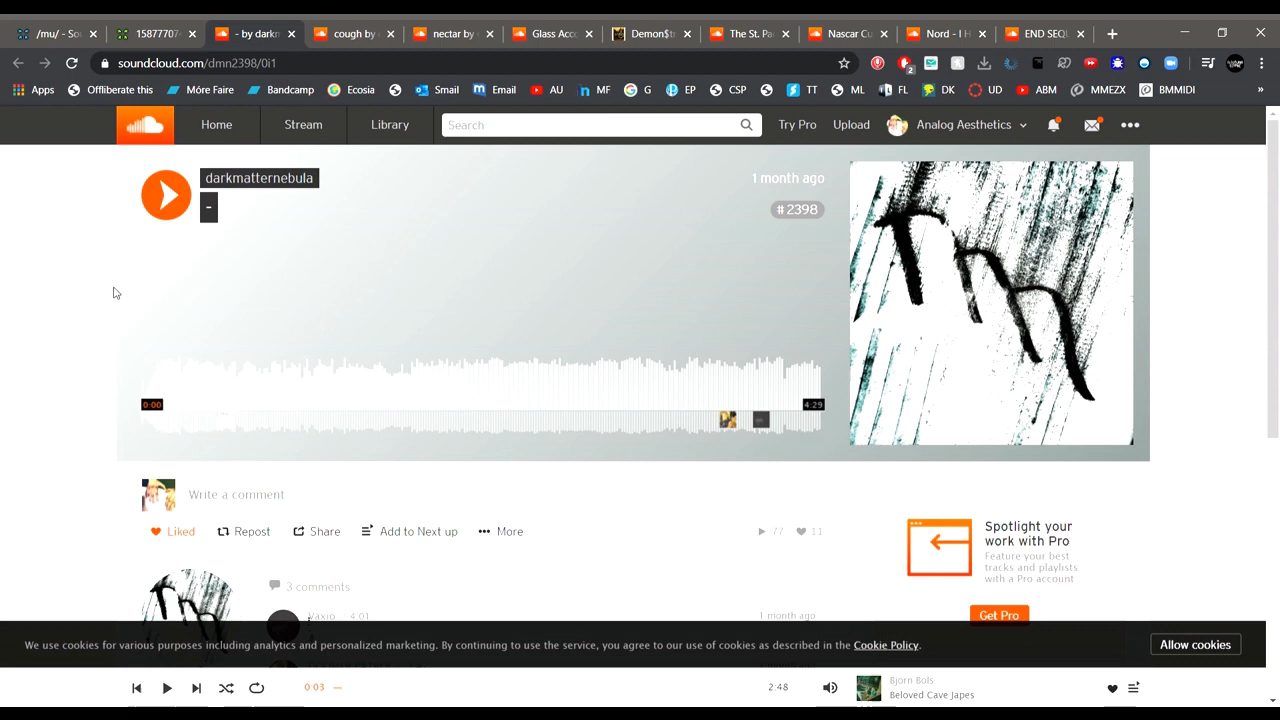 /mu/ - So
15877707
- by darkn
cough by
nectar by
Glass Acc
Demon$tr
The St. Pa
Nascar Cu
Nord - I H
END SEQU
soundcloud.com/dmn2398/0i1
2
Apps
Offliberate this
Móre Faire
Bandcamp
Ecosia
Smail
Email
AU
MF
G
EP
CSP
TT
ML
FL
DK
UD
ABM
MMEZX
BMMIDI
»
Home
Stream
Library
Search
Try Pro
Upload
Analog Aesthetics
darkmatternebula
1 month ago
-
# 2398
0:00
4:29
Write a comment
Liked
Repost
Share
Add to Next up
More
77
11
Spotlight your
work with Pro
Feature your best
tracks and playlists
with a Pro account
Get Pro
3 comments
Vaxip
4:01
1 month ago
We use cookies for various purposes including analytics and personalized marketing. By continuing to use the service, you agree to our use of cookies as described in the Cookie Policy.
Allow cookies
0:03
2:48
Bjorn Bols
Beloved Cave Japes